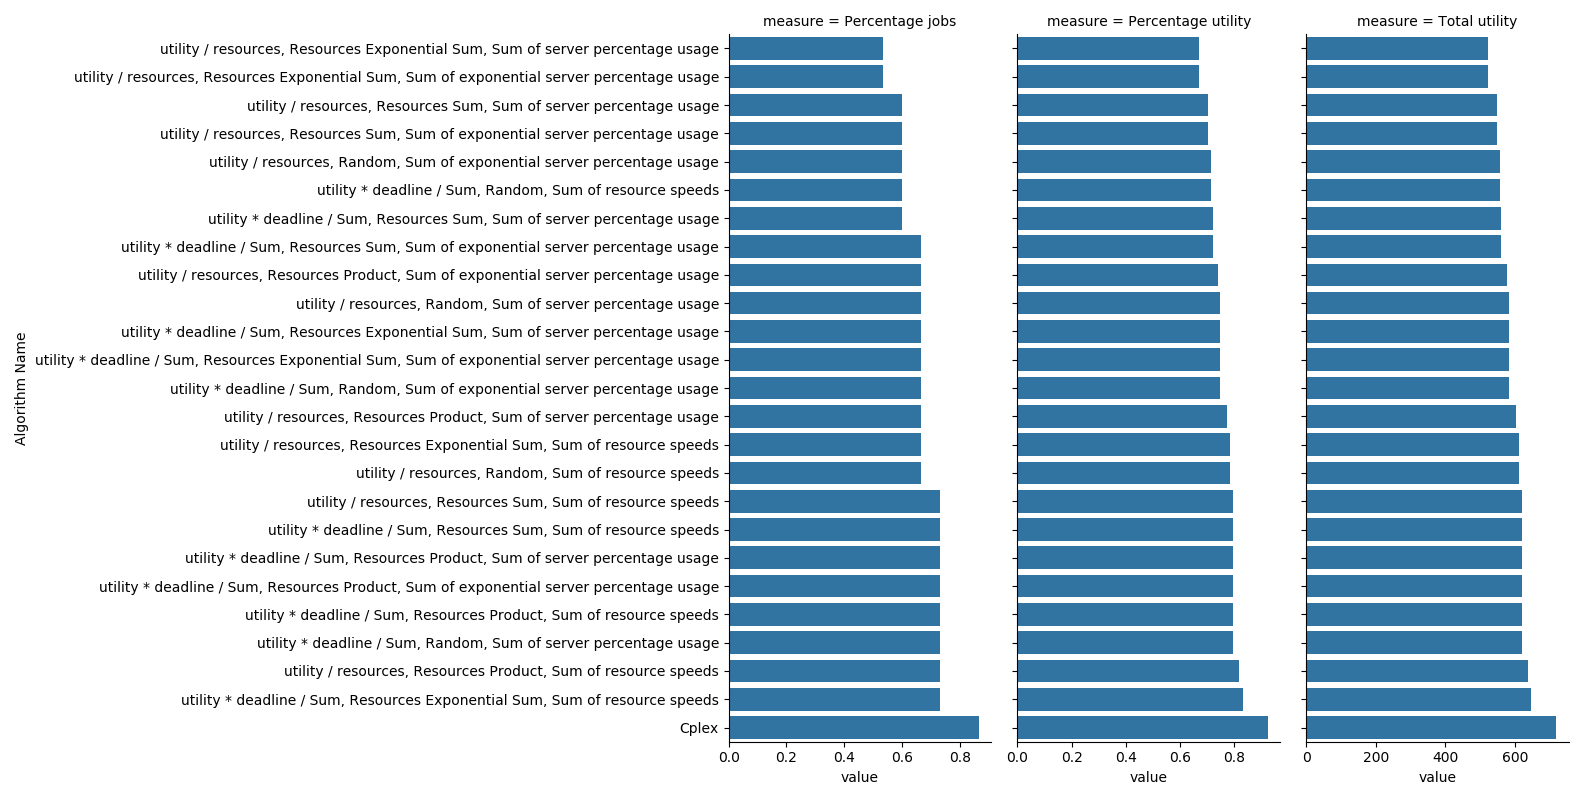 measure = Percentage jobs
measure = Percentage utility
measure = Total utility
utility / resources, Resources Exponential Sum, Sum of server percentage usage
utility / resources, Resources Exponential Sum, Sum of exponential server percentage usage
utility / resources, Resources Sum, Sum of server percentage usage
utility / resources, Resources Sum, Sum of exponential server percentage usage
utility / resources, Random, Sum of exponential server percentage usage
utility * deadline / Sum, Random, Sum of resource speeds
utility * deadline / Sum, Resources Sum, Sum of server percentage usage
utility * deadline / Sum, Resources Sum, Sum of exponential server percentage usage
utility / resources, Resources Product, Sum of exponential server percentage usage
utility / resources, Random, Sum of server percentage usage
utility * deadline / Sum, Resources Exponential Sum, Sum of server percentage usage
utility * deadline / Sum, Resources Exponential Sum, Sum of exponential server percentage usage
utility * deadline / Sum, Random, Sum of exponential server percentage usage
utility / resources, Resources Product, Sum of server percentage usage
utility / resources, Resources Exponential Sum, Sum of resource speeds
utility / resources, Random, Sum of resource speeds
utility / resources, Resources Sum, Sum of resource speeds
utility * deadline / Sum, Resources Sum, Sum of resource speeds
utility * deadline / Sum, Resources Product, Sum of server percentage usage
utility * deadline / Sum, Resources Product, Sum of exponential server percentage usage
utility * deadline / Sum, Resources Product, Sum of resource speeds
utility * deadline / Sum, Random, Sum of server percentage usage
utility / resources, Resources Product, Sum of resource speeds
utility * deadline / Sum, Resources Exponential Sum, Sum of resource speeds
Cplex
Algorithm Name
0.0 0.2 0.4 0.6 0.8
0.0 0.2 0.4 0.6 0.8
0 200 400 600
value
value
value